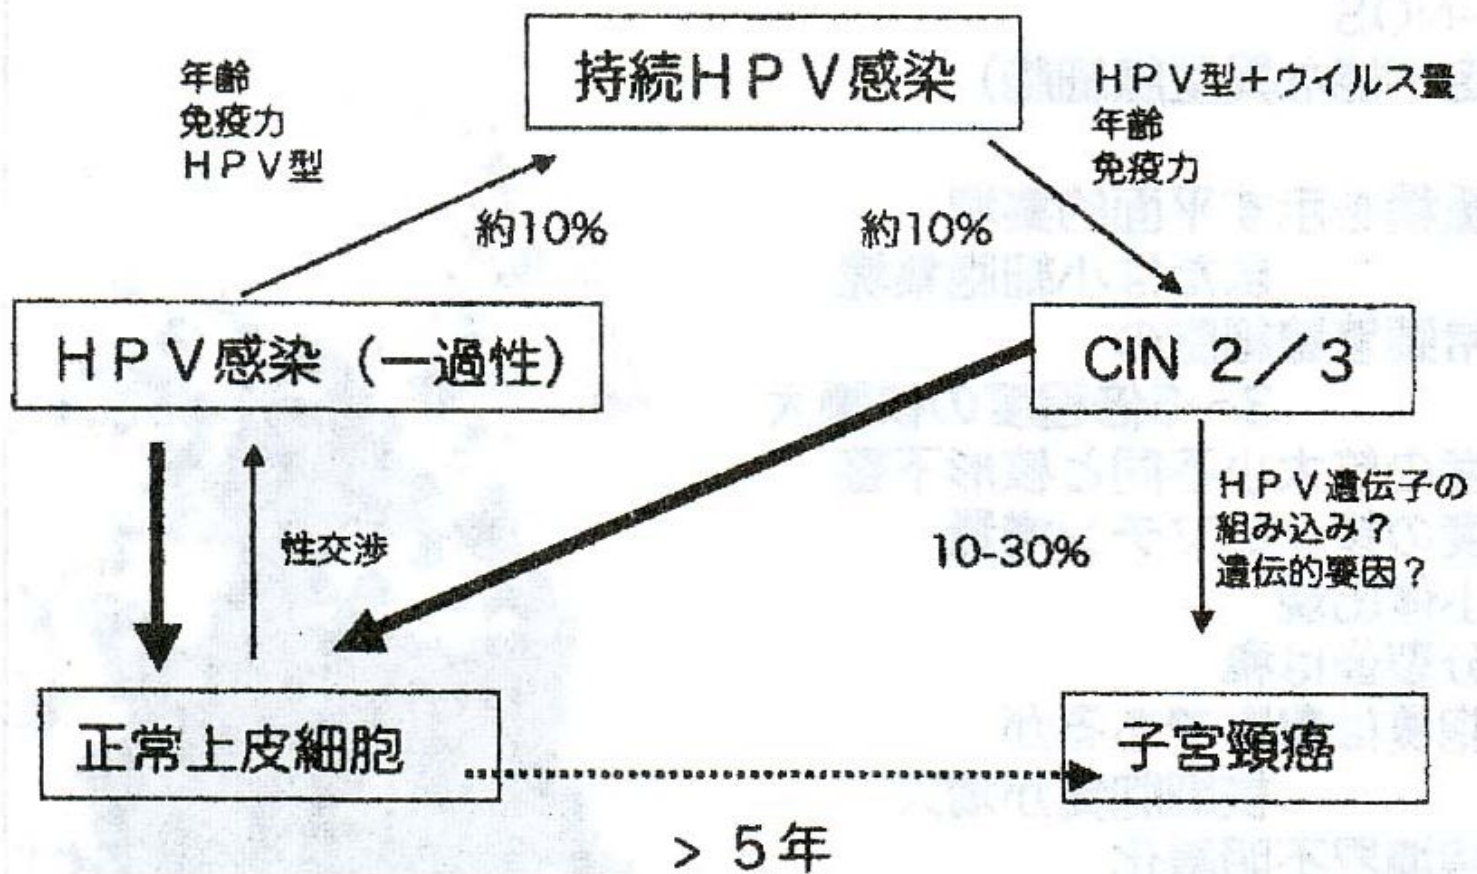 持続HPV感染
年齢
免疫力
HPV型
HPV型+ウイルス量
年齢
免疫力
約10%
約10%
HPV感染(一過性)
CIN 2/3
性交渉
10-30%
HPV遺伝子の
組み込み?
遺伝的要因?
正常上皮細胞
子宮頸癌
> 5年